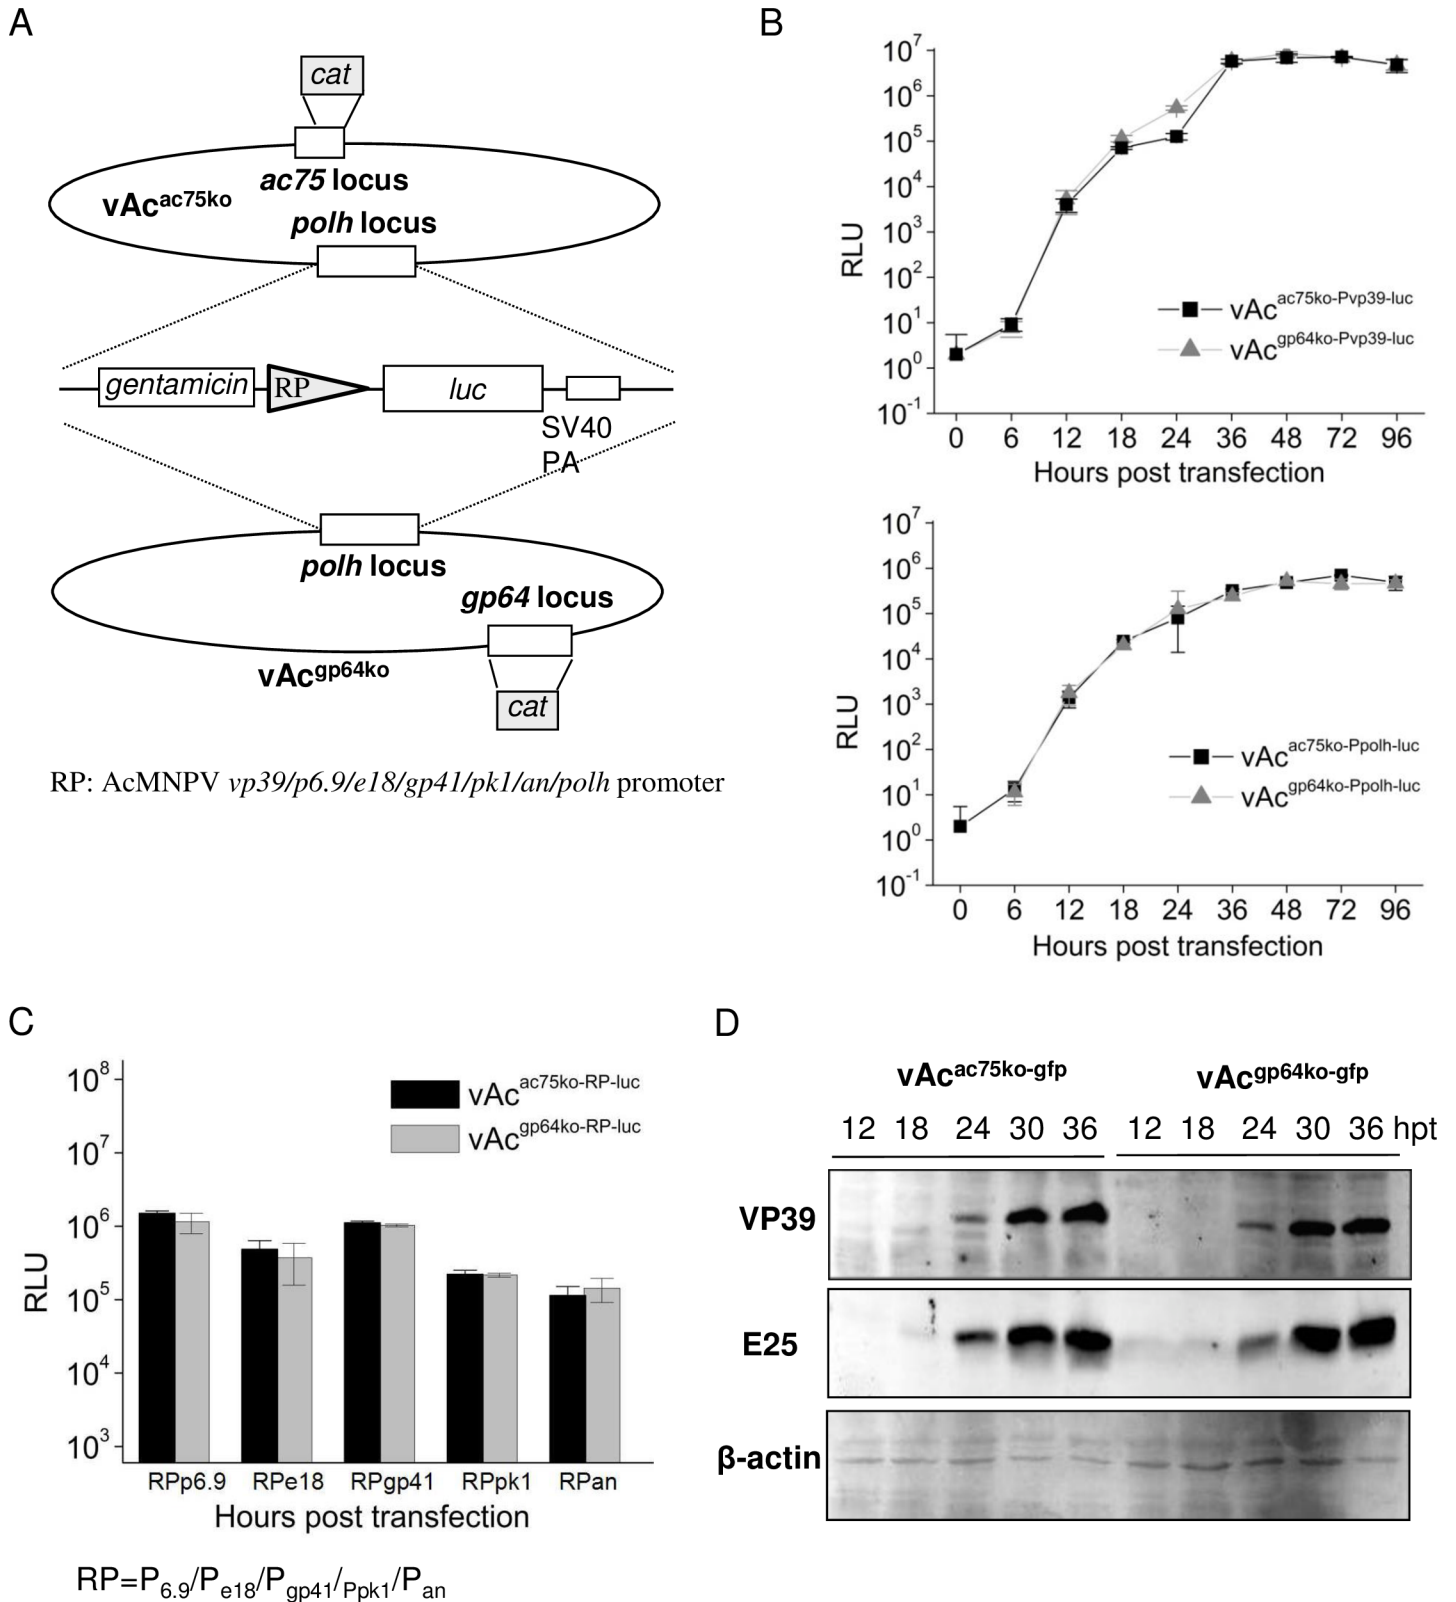 A
cat
ac75 locus
vAc^ac75ko
polh locus
gentamicin RP luc
SV40
PA
polh locus
gp64 locus
vAc^gp64ko
cat
RP: AcMNPV vp39/p6.9/e18/gp41/pk1/an/polh promoter
B
10^7
10^6
10^5
10^4
10^3
10^2
10^1
10^0
10^-1
RLU
vAc^ac75ko-Pvp39-luc
vAc^gp64ko-Pvp39-luc
0 6 12 18 24 36 48 72 96
Hours post transfection
10^7
10^6
10^5
10^4
10^3
10^2
10^1
10^0
10^-1
RLU
vAc^ac75ko-Ppolh-luc
vAc^gp64ko-Ppolh-luc
0 6 12 18 24 36 48 72 96
Hours post transfection
C
10^8
10^7
10^6
10^5
10^4
10^3
RLU
vAc^ac75ko-RP-luc
vAc^gp64ko-RP-luc
RPp6.9 RPe18 RPgp41 RPpk1 RPan
Hours post transfection
RP=P6.9/Pe18/Pgp41/Ppk1/Pan
D
vAc^ac75ko-gfp vAc^gp64ko-gfp
12 18 24 30 36 12 18 24 30 36 hpt
VP39
E25
β-actin